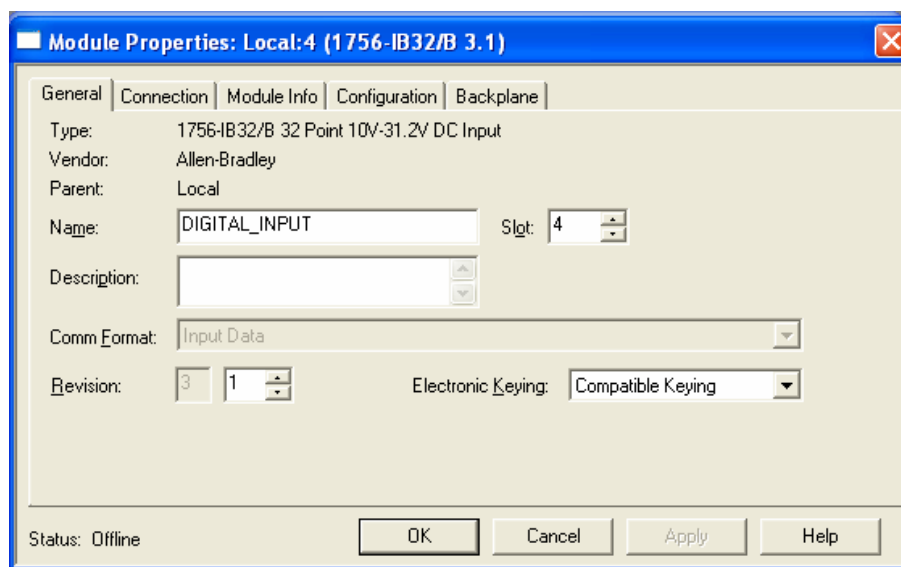 Module Properties: Local:4 (1756-IB32/B 3.1)
General Connection Module Info Configuration Backplane
Type: 1756-IB32/B 32 Point 10V-31.2V DC Input
Vendor: Allen-Bradley
Parent: Local
Name: DIGITAL_INPUT Slot: 4
Description:
Comm Format: Input Data
Revision: 3 1 Electronic Keying: Compatible Keying
Status: Offline OK Cancel Apply Help